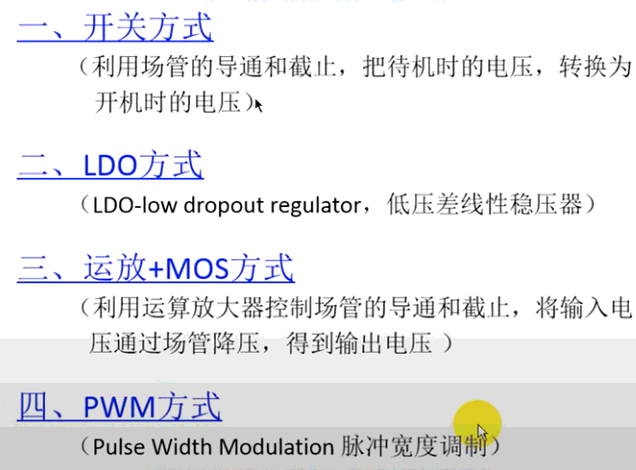 一、开关方式
（利用场管的导通和截止，把待机时的电压，转换为
开机时的电压）
二、LDO方式
（LDO-low dropout regulator，低压差线性稳压器）
三、运放+MOS方式
（利用运算放大器控制场管的导通和截止，将输入电
压通过场管降压，得到输出电压 ）
四、PWM方式
（Pulse Width Modulation 脉冲宽度调制）